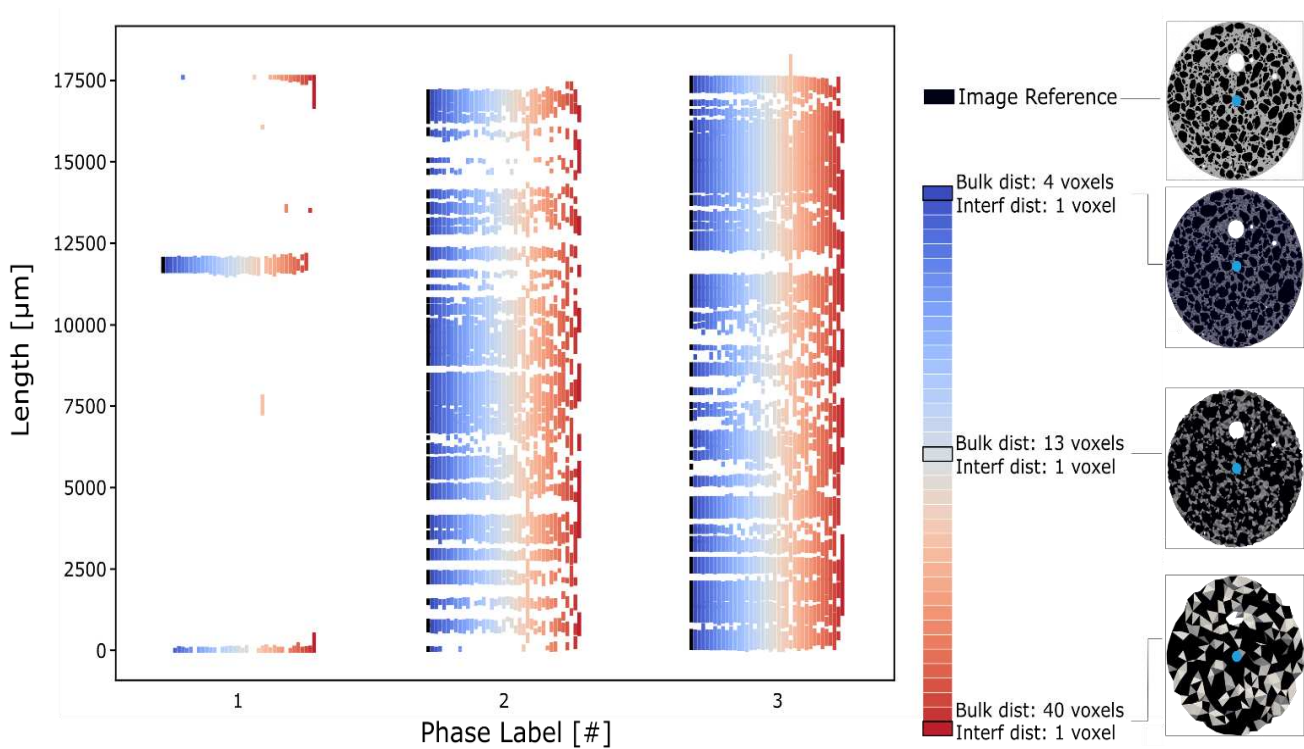 17500
15000
12500
10000
7500
5000
2500
0
Length [µm]
1
2
3
Phase Label [#]
Image Reference
Bulk dist: 4 voxels
Interf dist: 1 voxel
Bulk dist: 13 voxels
Interf dist: 1 voxel
Bulk dist: 40 voxels
Interf dist: 1 voxel